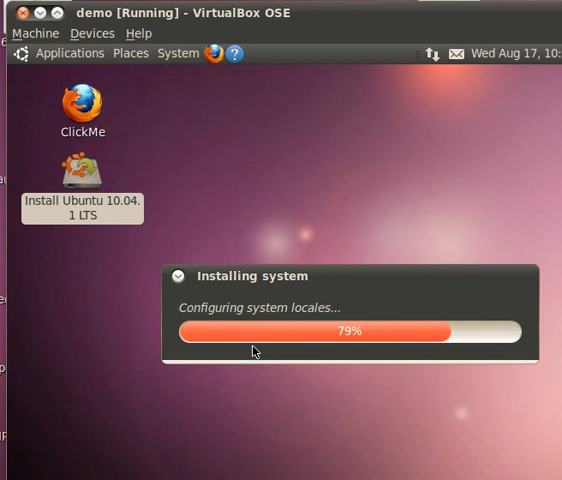 demo [Running] - VirtualBox OSE
Machine Devices Help
Applications Places System ? Wed Aug 17, 10:
ClickMe
Install Ubuntu 10.04.
1 LTS
Installing system
Configuring system locales...
79%